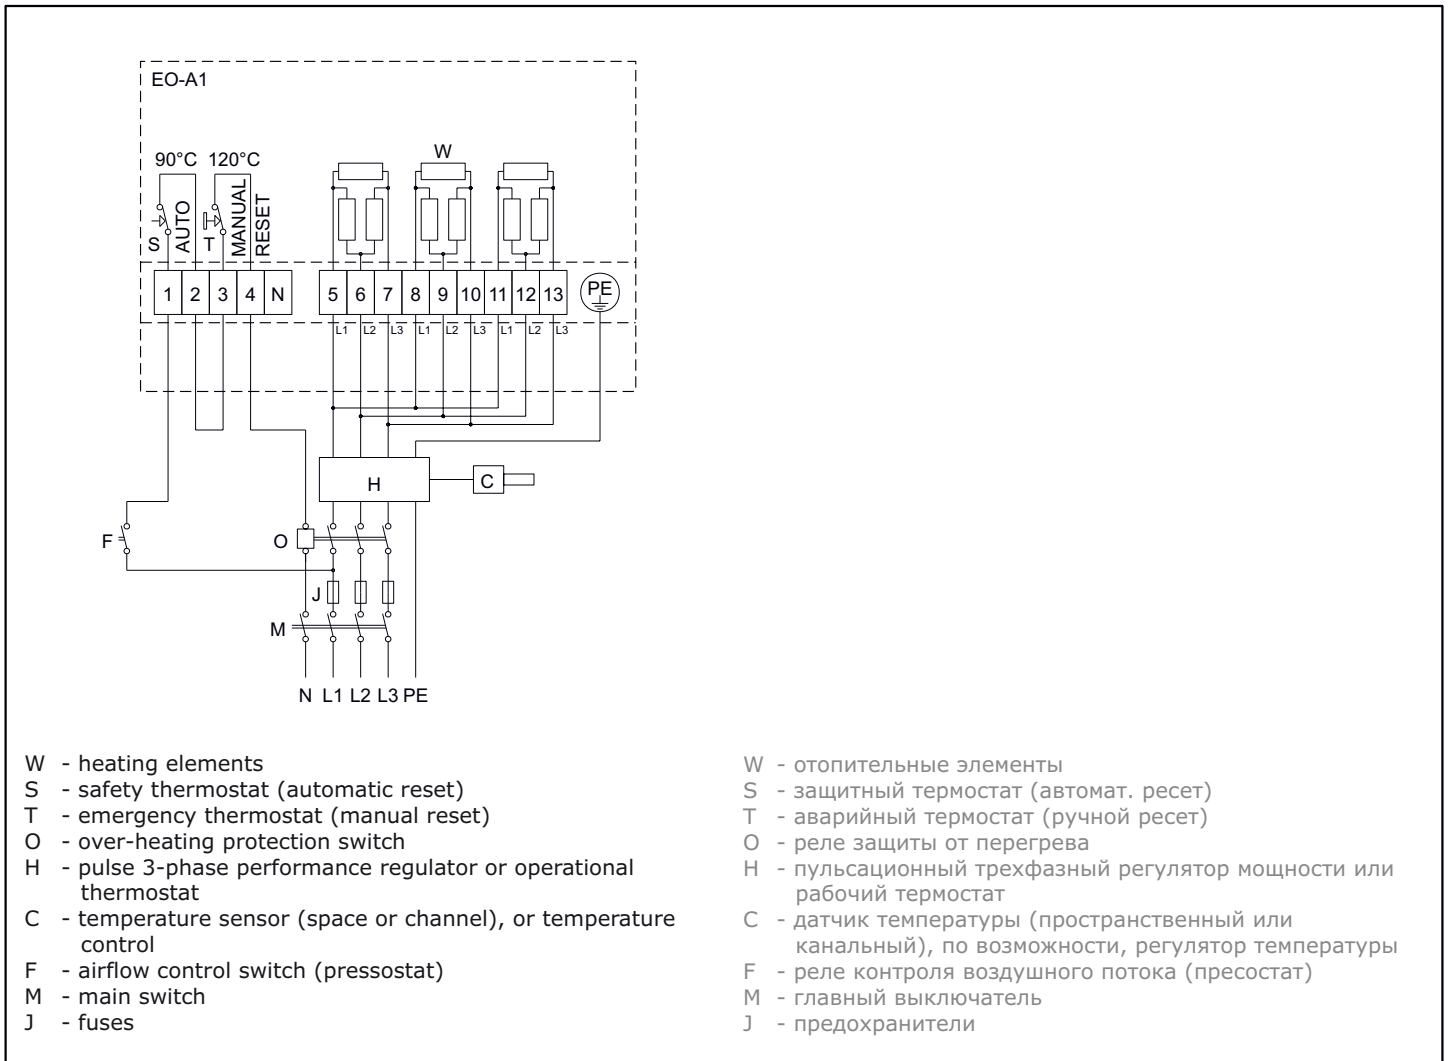 EO-A1
90°C 120°C
W
AUTO
MANUAL
RESET
S
T
1 2 3 4 N 5 6 7 8 9 10 11 12 13 PE
L1 L2 L3 L1 L2 L3 L1 L2 L3
H
C
F
O
J
M
N L1 L2 L3 PE
W - heating elements
S - safety thermostat (automatic reset)
T - emergency thermostat (manual reset)
O - over-heating protection switch
H - pulse 3-phase performance regulator or operational
thermostat
C - temperature sensor (space or channel), or temperature
control
F - airflow control switch (pressostat)
M - main switch
J - fuses
W - отопительные элементы
S - защитный термостат (автомат. ресет)
T - аварийный термостат (ручной ресет)
O - реле защиты от перегрева
H - пульсационный трехфазный регулятор мощности или
рабочий термостат
C - датчик температуры (пространственный или
канальный), по возможности, регулятор температуры
F - реле контроля воздушного потока (пресостат)
M - главный выключатель
J - предохранители